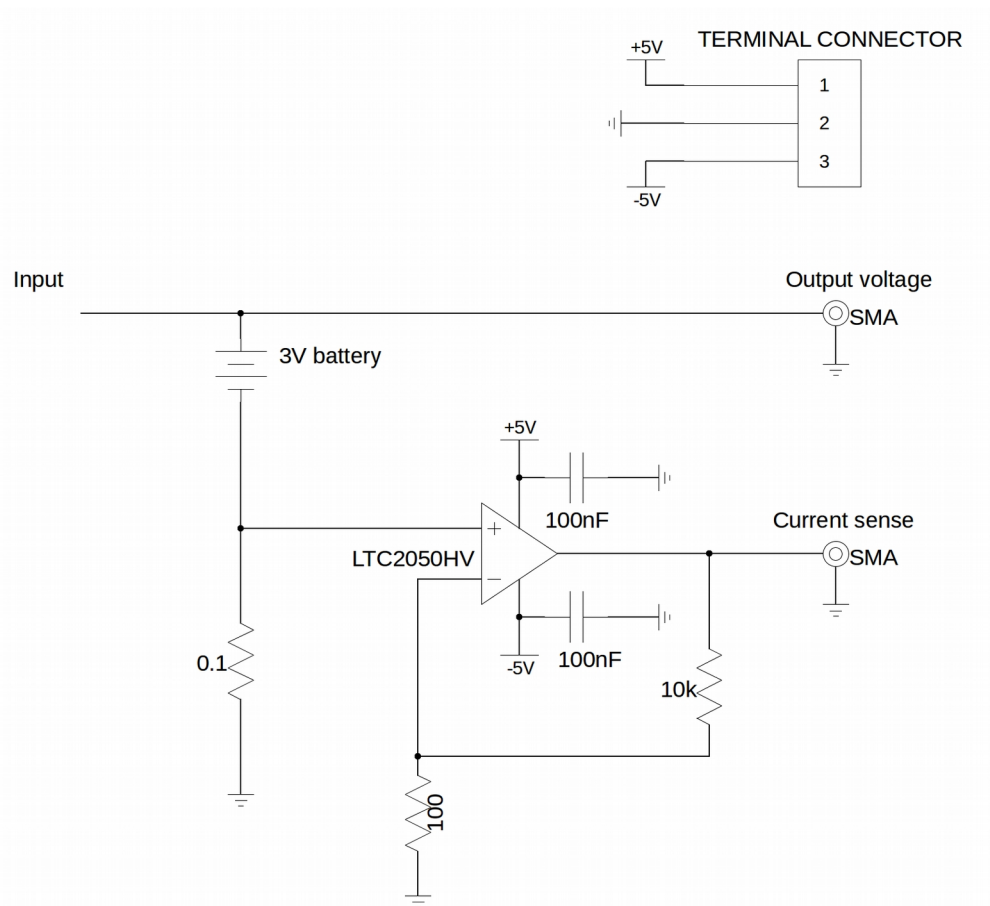 TERMINAL CONNECTOR
+5V
1
2
3
-5V
Input
Output voltage
SMA
3V battery
+5V
100nF
Current sense
LTC2050HV
+
−
SMA
100nF
-5V
0.1
10k
100